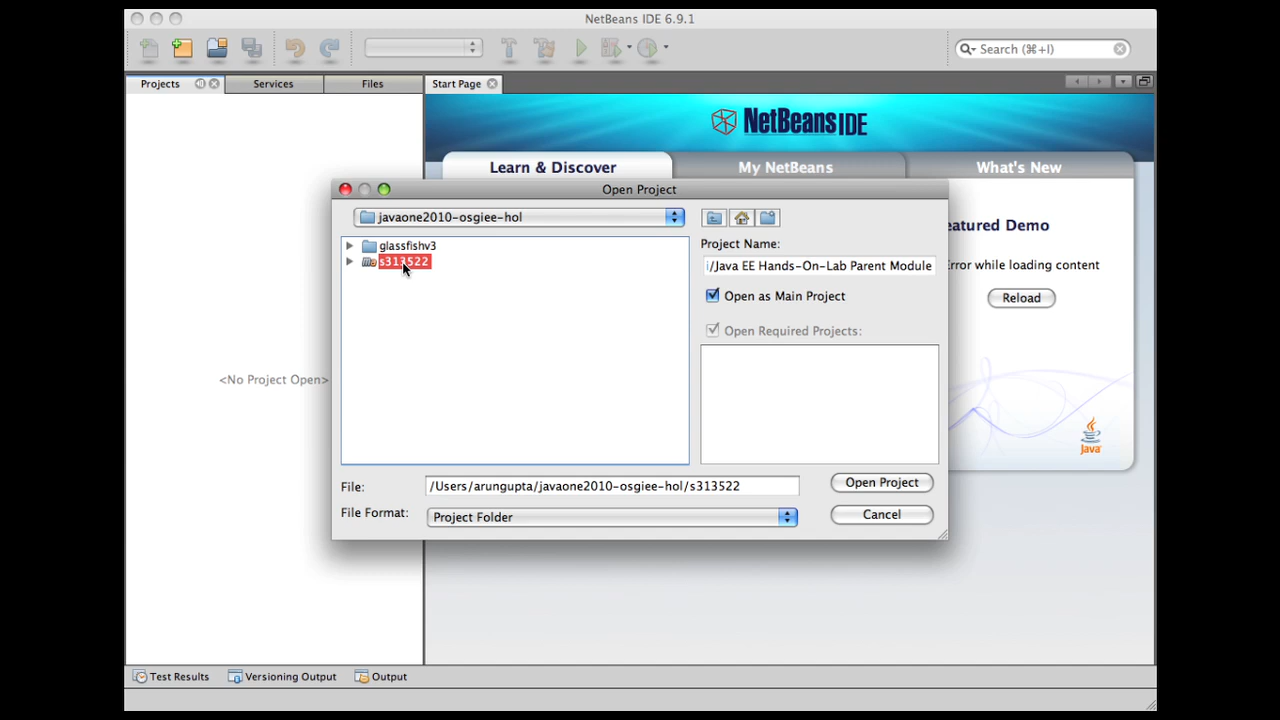 NetBeans IDE 6.9.1
Search (⌘+I)
Projects
Services
Files
Start Page
NetBeans IDE
Learn & Discover
My NetBeans
What's New
Open Project
javaone2010-osgiee-hol
glassfishv3
s313522
Project Name:
i/Java EE Hands-On-Lab Parent Module
Open as Main Project
Open Required Projects:
eatured Demo
Error while loading content
Reload
<No Project Open>
Java
File:
/Users/arungupta/javaone2010-osgiee-hol/s313522
Open Project
File Format:
Project Folder
Cancel
Test Results
Versioning Output
Output